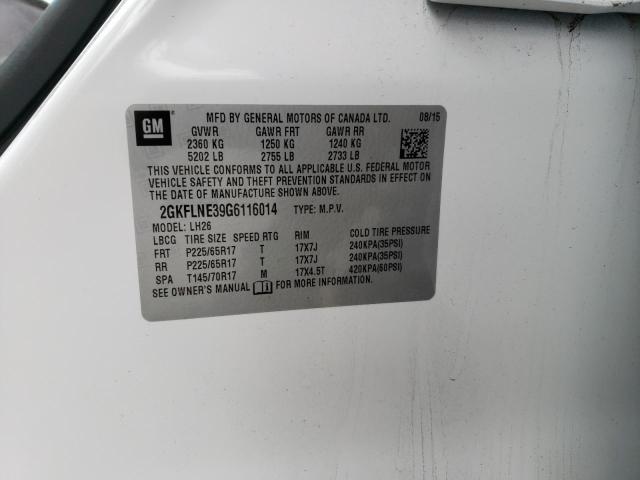 GM
MFD BY GENERAL MOTORS OF CANADA LTD. 08/15
GVWR GAWR FRT GAWR RR
2360 KG 1250 KG 1240 KG
5202 LB 2755 LB 2733 LB
THIS VEHICLE CONFORMS TO ALL APPLICABLE U.S. FEDERAL MOTOR
VEHICLE SAFETY AND THEFT PREVENTION STANDARDS IN EFFECT ON
THE DATE OF MANUFACTURE SHOWN ABOVE.
2GKFLNE39G6116014 TYPE: M.P.V.
MODEL: LH26
LBCG TIRE SIZE SPEED RTG RIM COLD TIRE PRESSURE
FRT P225/65R17 T 17X7J 240KPA(35PSI)
RR P225/65R17 T 17X7J 240KPA(35PSI)
SPA T145/70R17 M 17X4.5T 420KPA(60PSI)
SEE OWNER'S MANUAL FOR MORE INFORMATION.